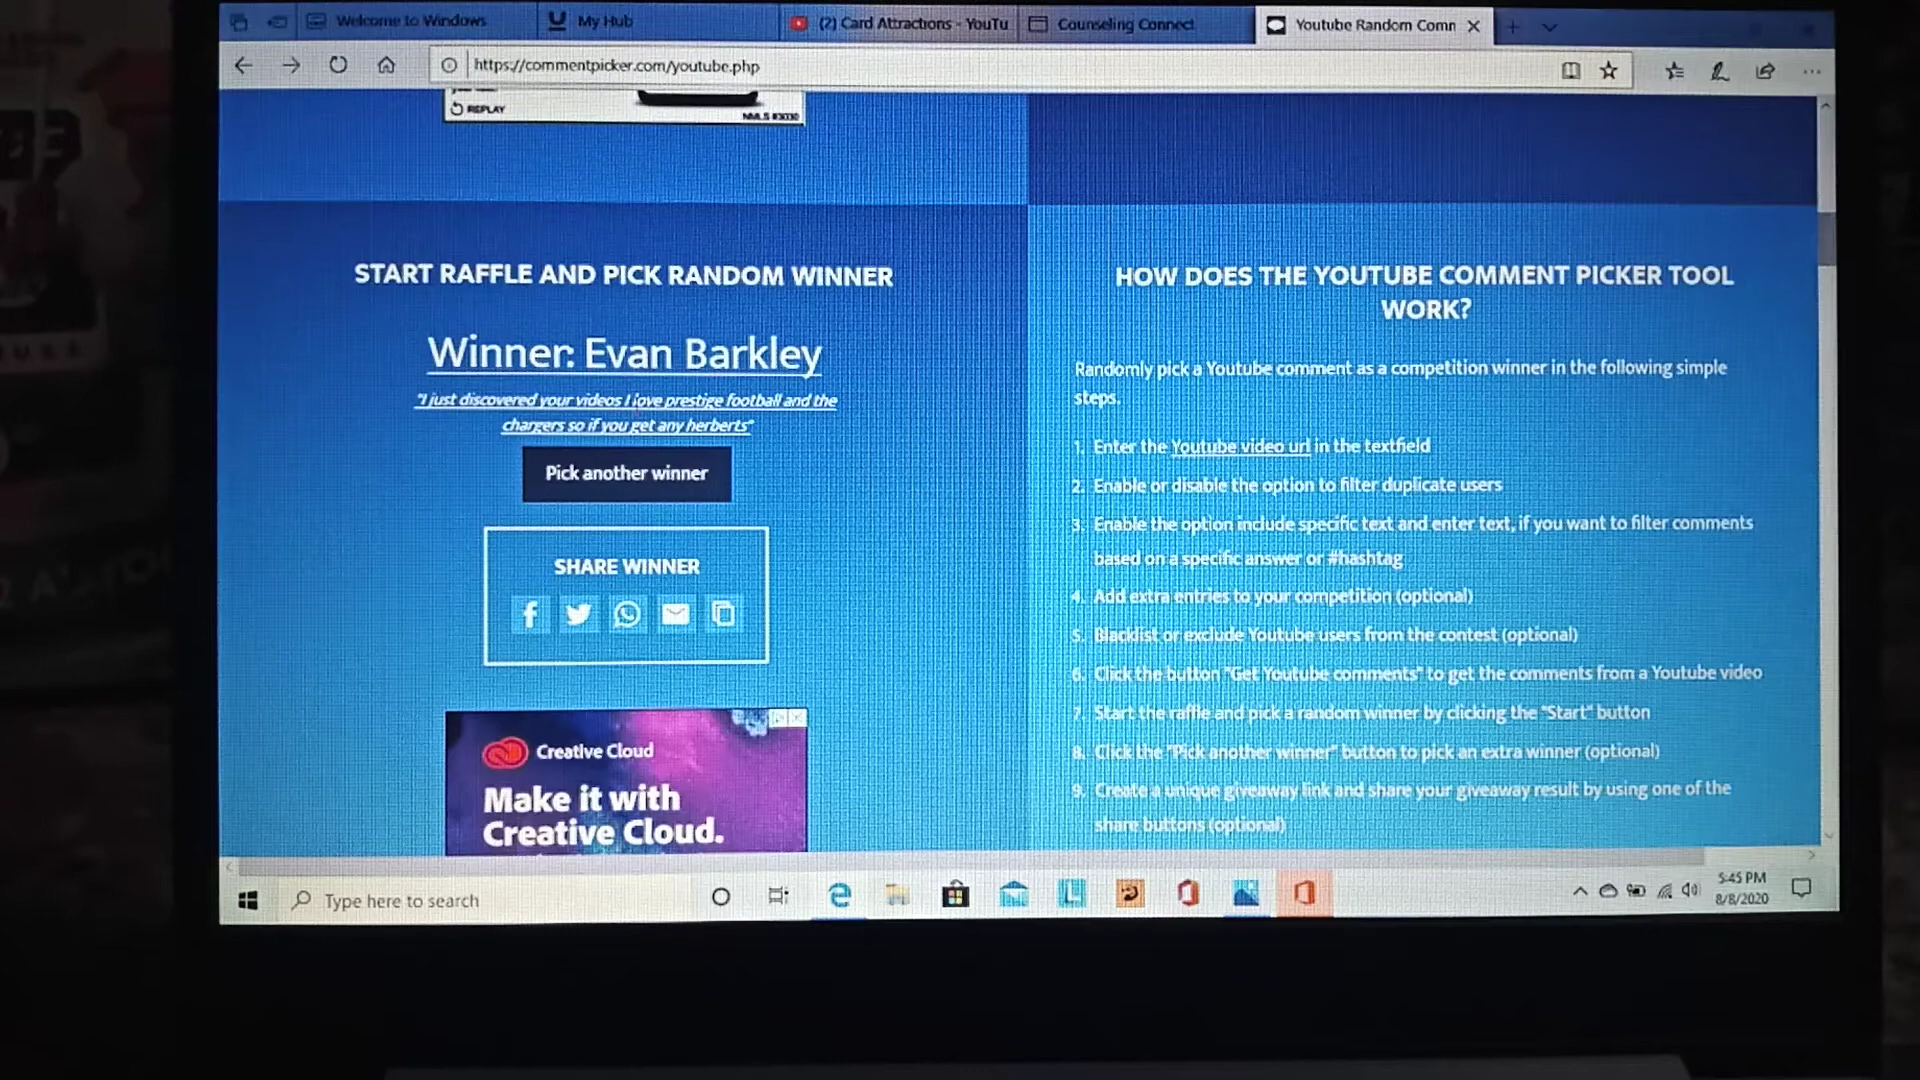 Welcome to Windows
My Hub
(2) Card Attractions - YouTu
Counseling Connect
Youtube Random Comn
https://commentpicker.com/youtube.php
REPLAY
START RAFFLE AND PICK RANDOM WINNER
Winner: Evan Barkley
"I just discovered your videos I love prestige football and the
chargers so if you get any herberts"
Pick another winner
SHARE WINNER
Creative Cloud
Make it with
Creative Cloud.
HOW DOES THE YOUTUBE COMMENT PICKER TOOL
WORK?
Randomly pick a Youtube comment as a competition winner in the following simple
steps.
1. Enter the Youtube video url in the textfield
2. Enable or disable the option to filter duplicate users
3. Enable the option include specific text and enter text, if you want to filter comments
based on a specific answer or #hashtag
4. Add extra entries to your competition (optional)
5. Blacklist or exclude Youtube users from the contest (optional)
6. Click the button "Get Youtube comments" to get the comments from a Youtube video
7. Start the raffle and pick a random winner by clicking the "Start" button
8. Click the "Pick another winner" button to pick an extra winner (optional)
9. Create a unique giveaway link and share your giveaway result by using one of the
share buttons (optional)
Type here to search
5:45 PM
8/8/2020